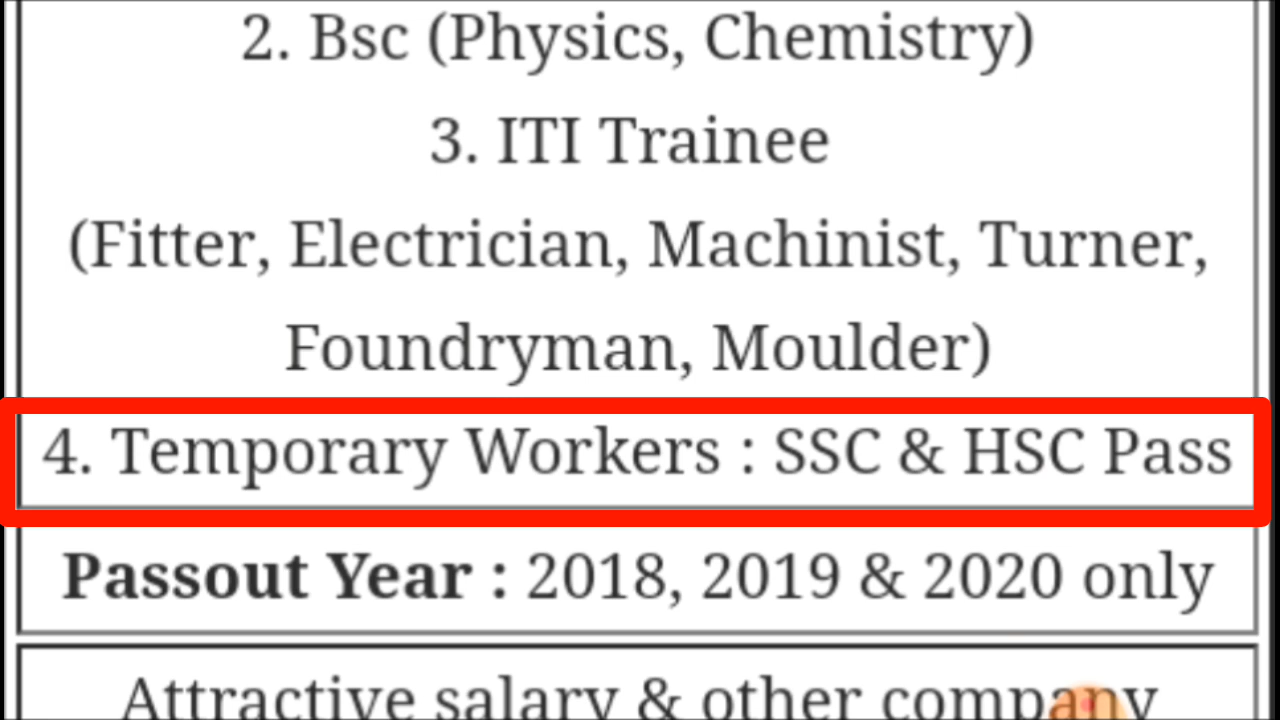 2. Bsc (Physics, Chemistry)
3. ITI Trainee
(Fitter, Electrician, Machinist, Turner,
Foundryman, Moulder)
4. Temporary Workers : SSC & HSC Pass
Passout Year : 2018, 2019 & 2020 only
Attractive salary & other company